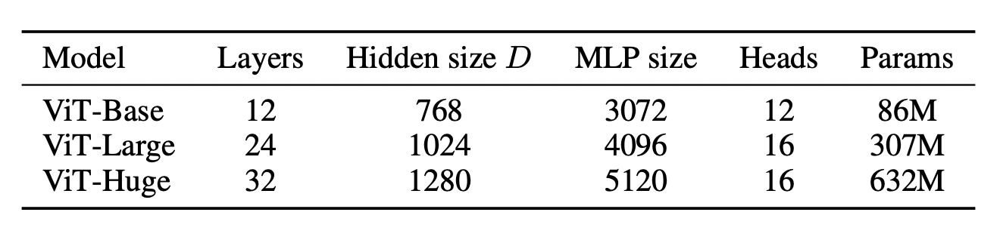 Model Layers Hidden size D MLP size Heads Params
ViT-Base 12 768 3072 12 86M
ViT-Large 24 1024 4096 16 307M
ViT-Huge 32 1280 5120 16 632M